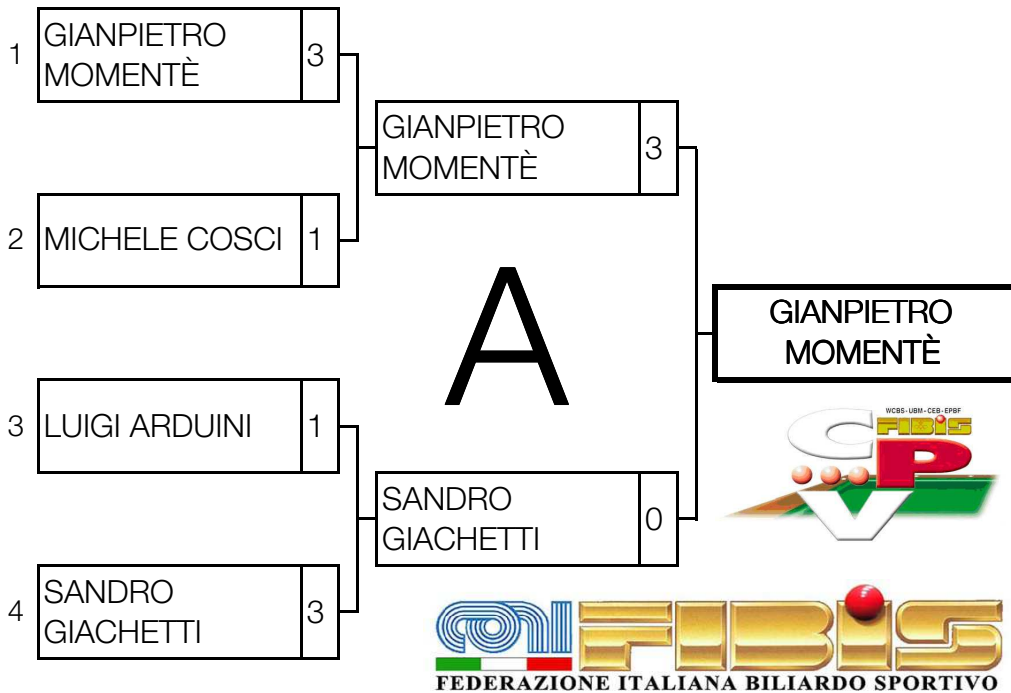 1
GIANPIETRO
MOMENTÈ
3
2
MICHELE COSCI
1
3
LUIGI ARDUINI
1
4
SANDRO
GIACHETTI
3
GIANPIETRO
MOMENTÈ
3
SANDRO
GIACHETTI
0
A
GIANPIETRO
MOMENTÈ
WCBS-UBM-CEB-EPBF
FIBiS
C
P
V
CONI
FIBiS
FEDERAZIONE ITALIANA BILIARDO SPORTIVO